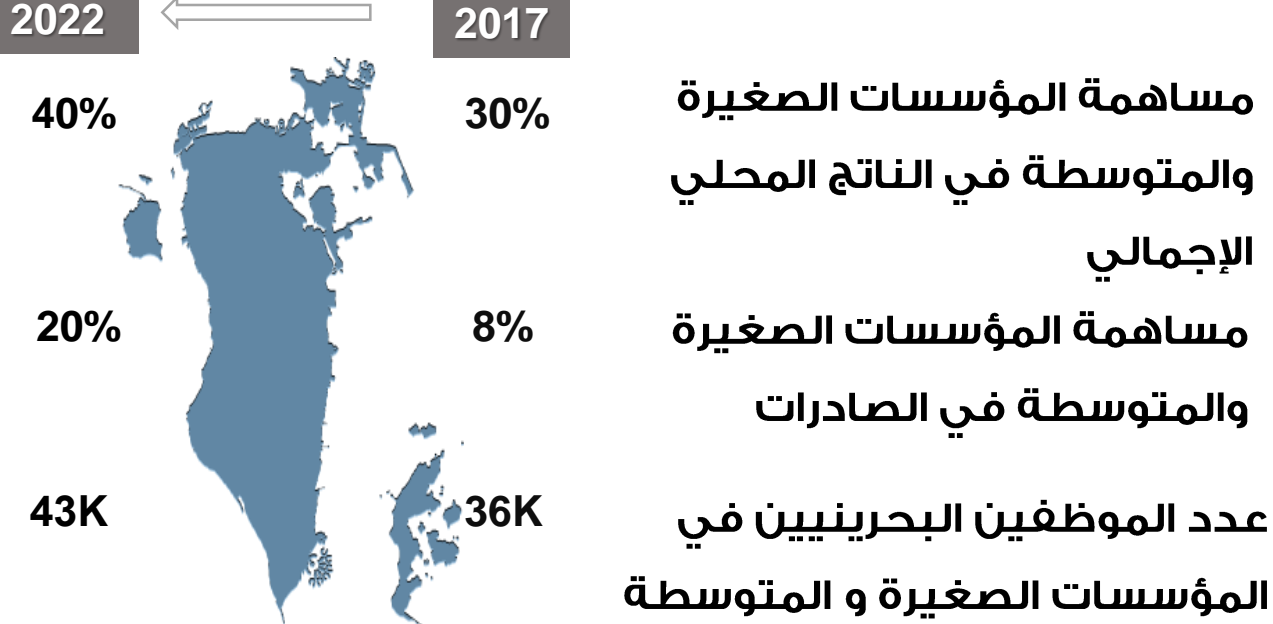 2017
2022
مساهمة المؤسسات الصغيرة
والمتوسطة في الناتج المحلي
الإجمالي
30%
40%
مساهمة المؤسسات الصغيرة
والمتوسطة في الصادرات
8%
20%
عدد الموظفين البحرينيين في
المؤسسات الصغيرة و المتوسطة
36K
43K